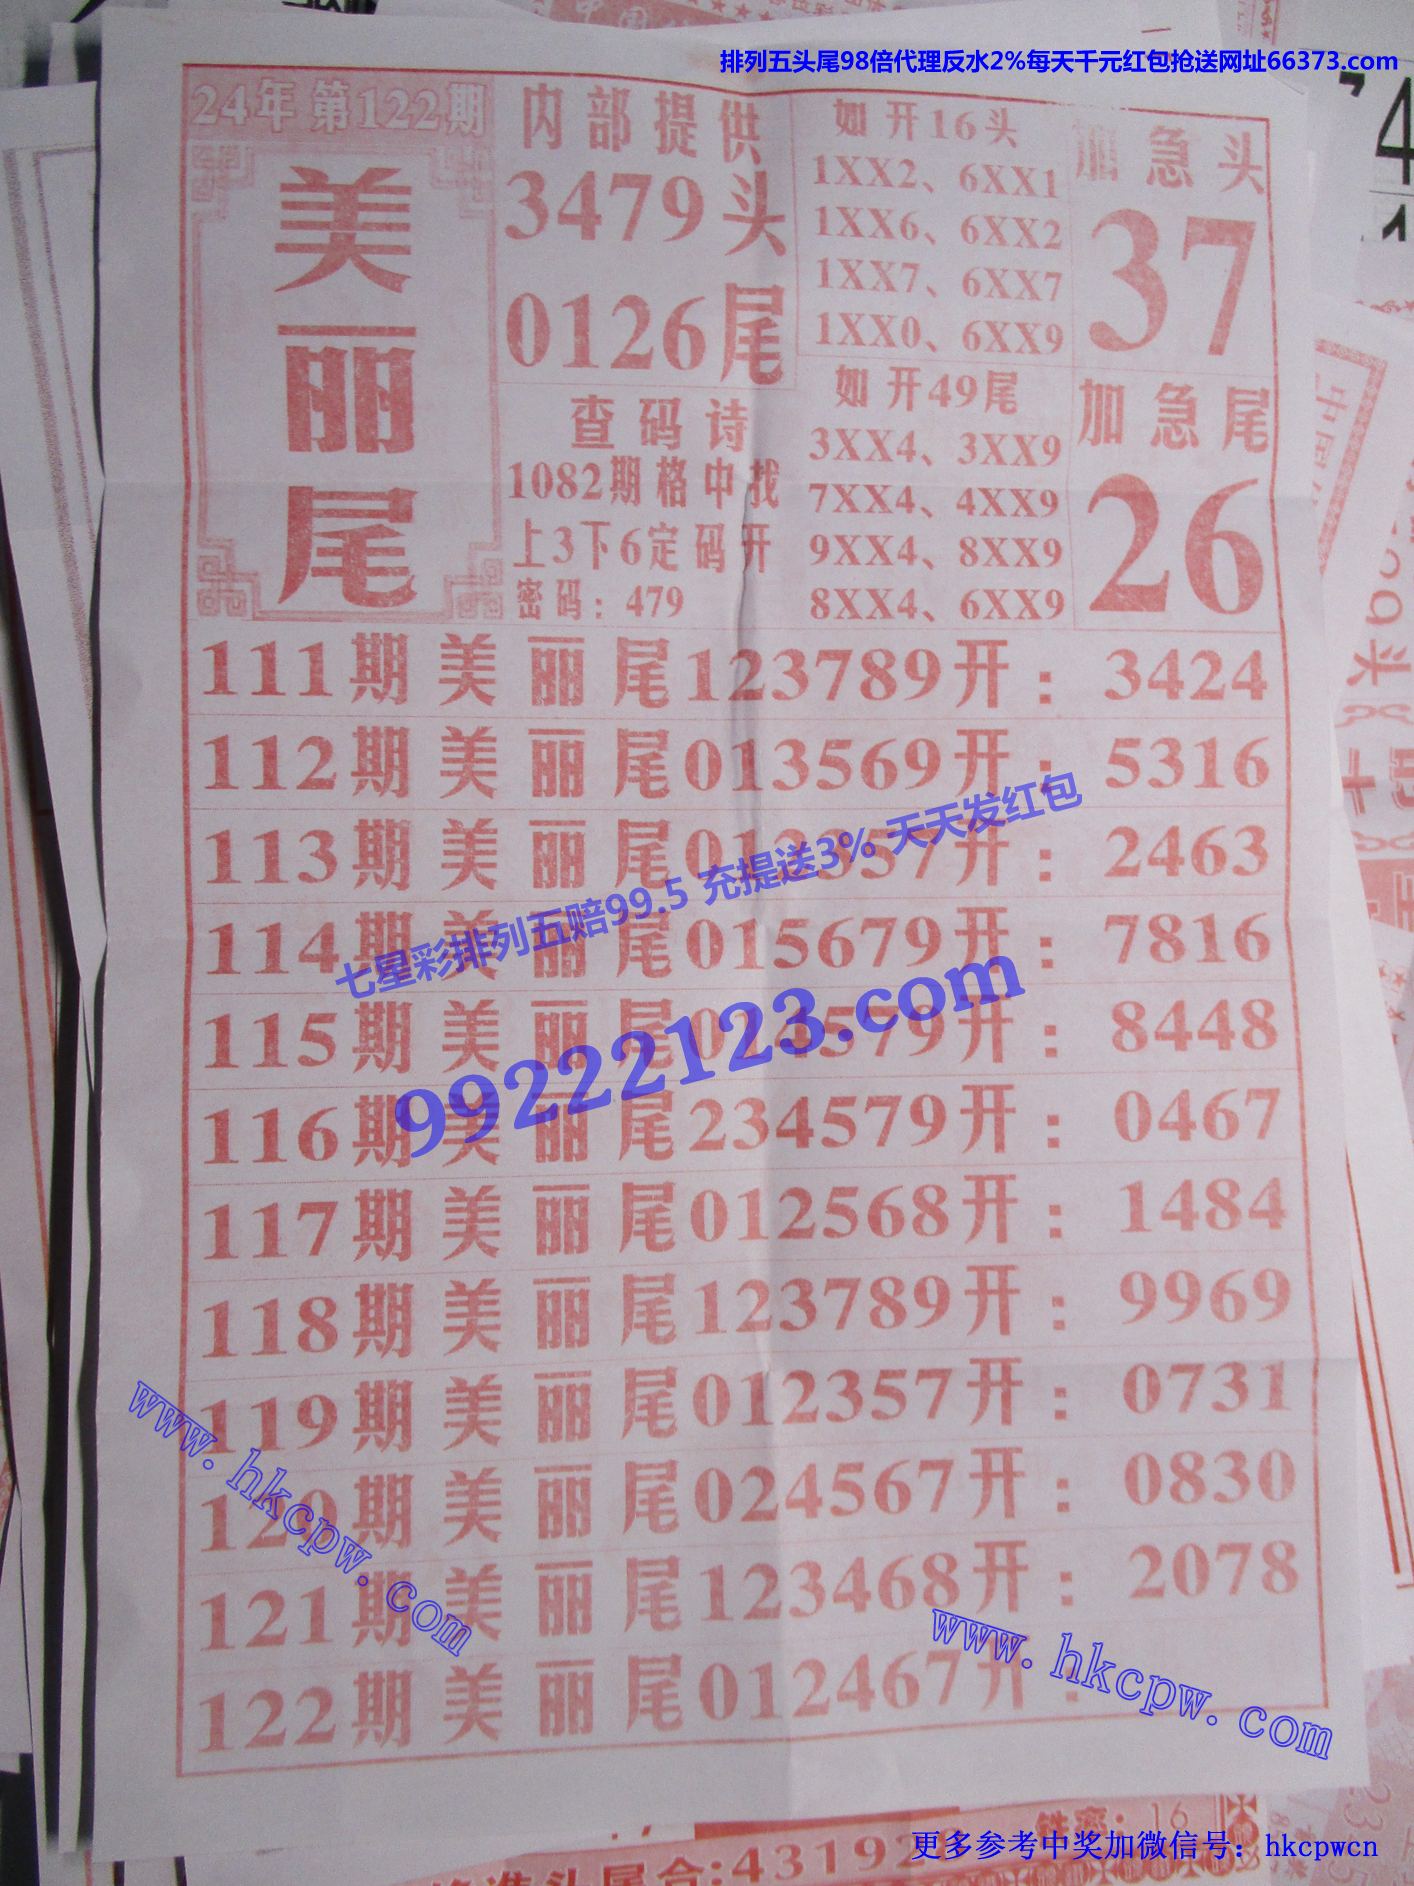 排列五头尾98倍代理反水2%每天千元红包抢送网址66373.com
24年 第122期
美丽尾
内部提供
3479头
0126尾
查码诗
1082期格中找
上3下6定码开
密码：479
如开16头
1XX2、6XX1
1XX6、6XX2
1XX7、6XX7
1XX0、6XX9
如开49尾
3XX4、3XX9
7XX4、4XX9
9XX4、8XX9
8XX4、6XX9
加急头
37
加急尾
26
111期美丽尾123789开：3424
112期美丽尾013569开：5316
113期美丽尾012357开：2463
114期美丽尾015679开：7816
115期美丽尾开：8448
116期美丽尾234579开：0467
117期美丽尾012568开：1484
118期美丽尾123789开：9969
119期美丽尾012357开：0731
120期美丽尾024567开：0830
121期美丽尾123468开：2078
122期美丽尾012467开：
七星彩排列五赔99.5 充提送3% 天天发红包
99222123.com
www.hkcpw.com
www.hkcpw.com
铁率：16
准头尾合:431928
更多参考中奖加微信号：hkcpwcn